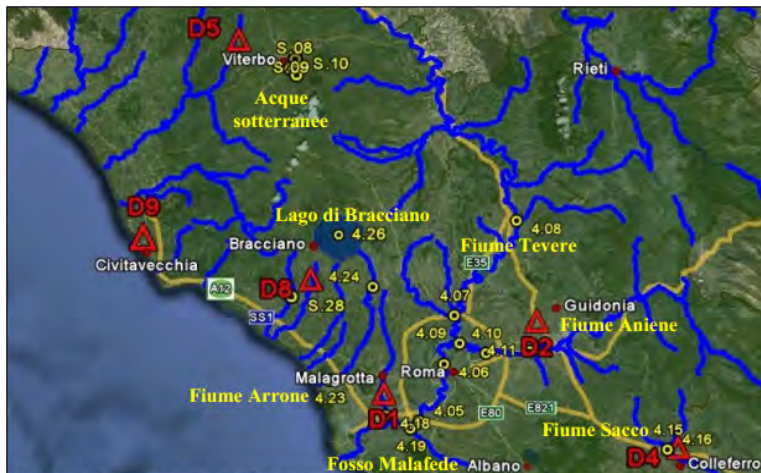 D5
S.08
Viterbo
S.09
S.10
Rieti
Acque
sotterranee
D9
Lago di Bracciano
4.26
4.08
Bracciano
Fiume Tevere
Civitavecchia
E35
A12
D8
4.24
S.28
SS1
4.07
Guidonia
Fiume Aniene
4.09
4.10
4.11
D2
Malagrotta
Roma
4.06
Fiume Arrone
4.23
D1
4.05
4.18
E80
E821
4.19
Fiume Sacco
4.15
4.16
D4
Fosso Malafede
Albano
Colleferro